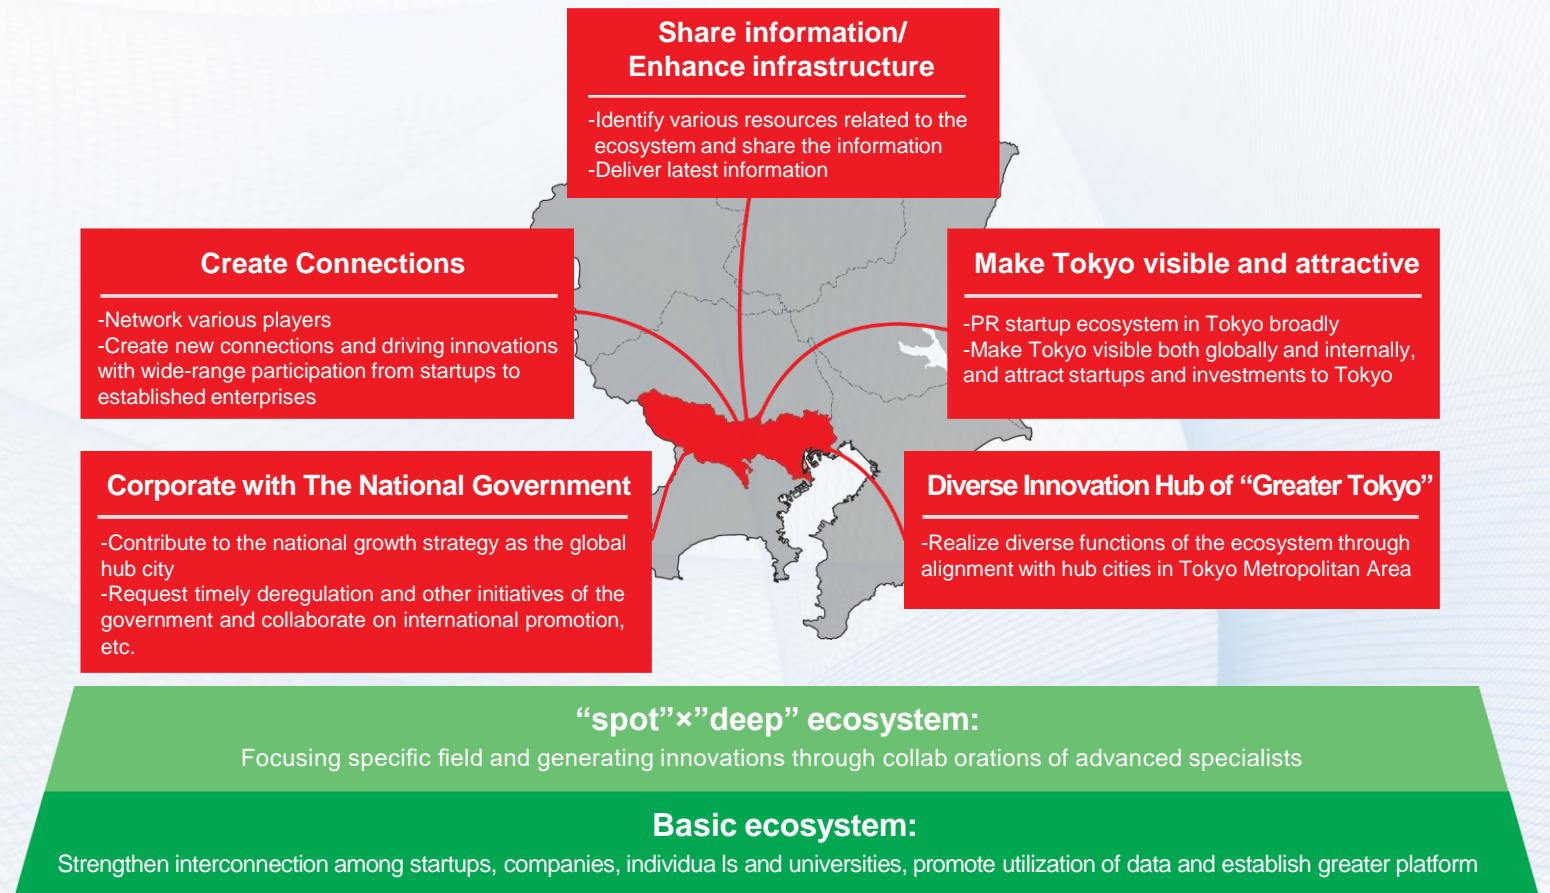 Share information/
Enhance infrastructure
-Identify various resources related to the
ecosystem and share the information
-Deliver latest information
Create Connections
-Network various players
-Create new connections and driving innovations
with wide-range participation from startups to
established enterprises
Make Tokyo visible and attractive
-PR startup ecosystem in Tokyo broadly
-Make Tokyo visible both globally and internally,
and attract startups and investments to Tokyo
Corporate with The National Government
-Contribute to the national growth strategy as the global
hub city
-Request timely deregulation and other initiatives of the
government and collaborate on international promotion,
etc.
Diverse Innovation Hub of “Greater Tokyo”
-Realize diverse functions of the ecosystem through
alignment with hub cities in Tokyo Metropolitan Area
“spot”×”deep” ecosystem:
Focusing specific field and generating innovations through collab orations of advanced specialists
Basic ecosystem:
Strengthen interconnection among startups, companies, individua ls and universities, promote utilization of data and establish greater platform